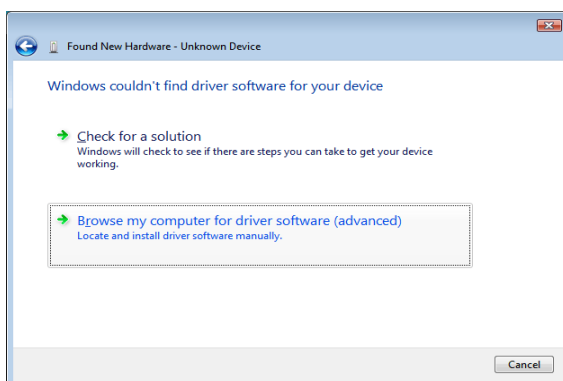 Found New Hardware - Unknown Device
Windows couldn't find driver software for your device
Check for a solution
Windows will check to see if there are steps you can take to get your device
working.
Browse my computer for driver software (advanced)
Locate and install driver software manually.
Cancel